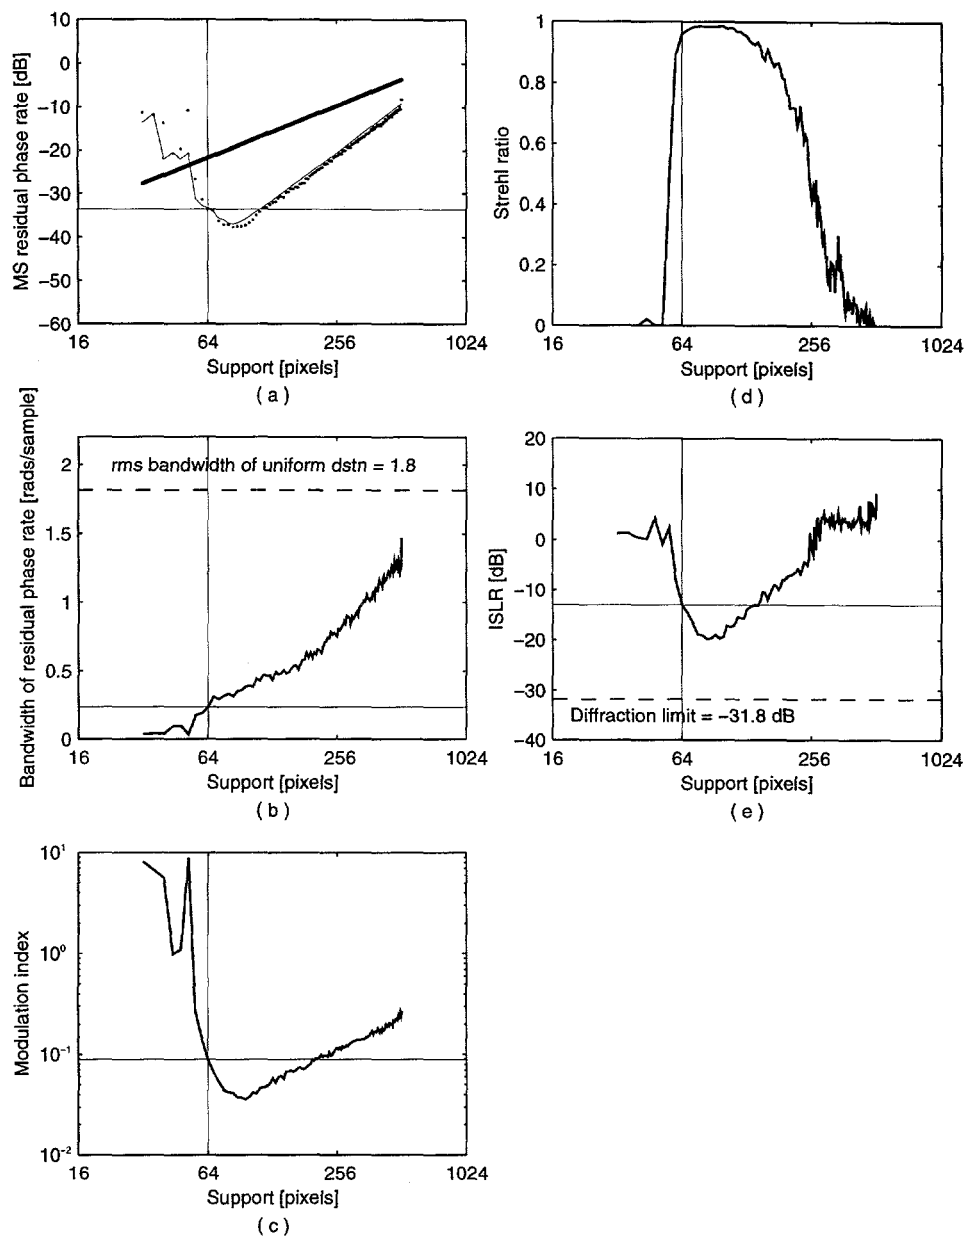 MS residual phase rate [dB]
10
0
−10
−20
−30
−40
−50
−60
16
64
256
1024
Support [pixels]
( a )
Strehl ratio
1
0.8
0.6
0.4
0.2
0
16
64
256
1024
Support [pixels]
( d )
Bandwidth of residual phase rate [rads/sample]
2
1.5
1
0.5
0
rms bandwidth of uniform dstn = 1.8
16
64
256
1024
Support [pixels]
( b )
ISLR [dB]
20
10
0
−10
−20
−30
−40
Diffraction limit = −31.8 dB
16
64
256
1024
Support [pixels]
( e )
Modulation index
10¹
10⁰
10⁻¹
10⁻²
16
64
256
1024
Support [pixels]
( c )